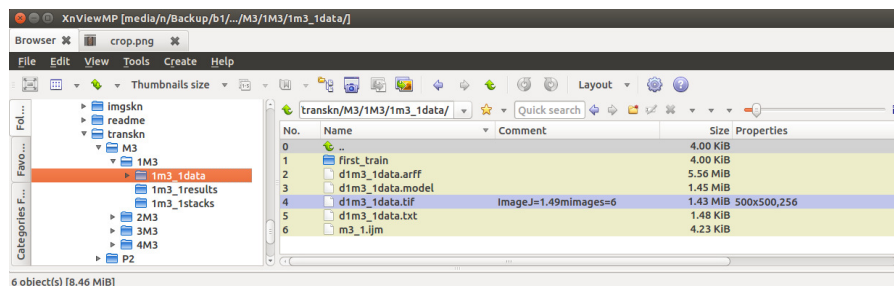 XnViewMP [media/n/Backup/b1/.../M3/1M3/1m3_1data/]
Browser crop.png
File Edit View Tools Create Help
Thumbnails size Layout
Fol... imgskn transkn/M3/1M3/1m3_1data/ Quick search
readme No. Name Comment Size Properties
transkn 0 .. 4.00 KiB
Favo... M3 1 first_train 4.00 KiB
1M3 2 d1m3_1data.arff 5.56 MiB
1m3_1data 3 d1m3_1data.model 1.45 MiB
1m3_1results 4 d1m3_1data.tif ImageJ=1.49mimages=6 1.43 MiB 500x500,256
Categories F... 1m3_1stacks 5 d1m3_1data.txt 1.48 KiB
2M3 6 m3_1.ijm 4.23 KiB
3M3
4M3
P2
6 object(s) [8.46 MiB]